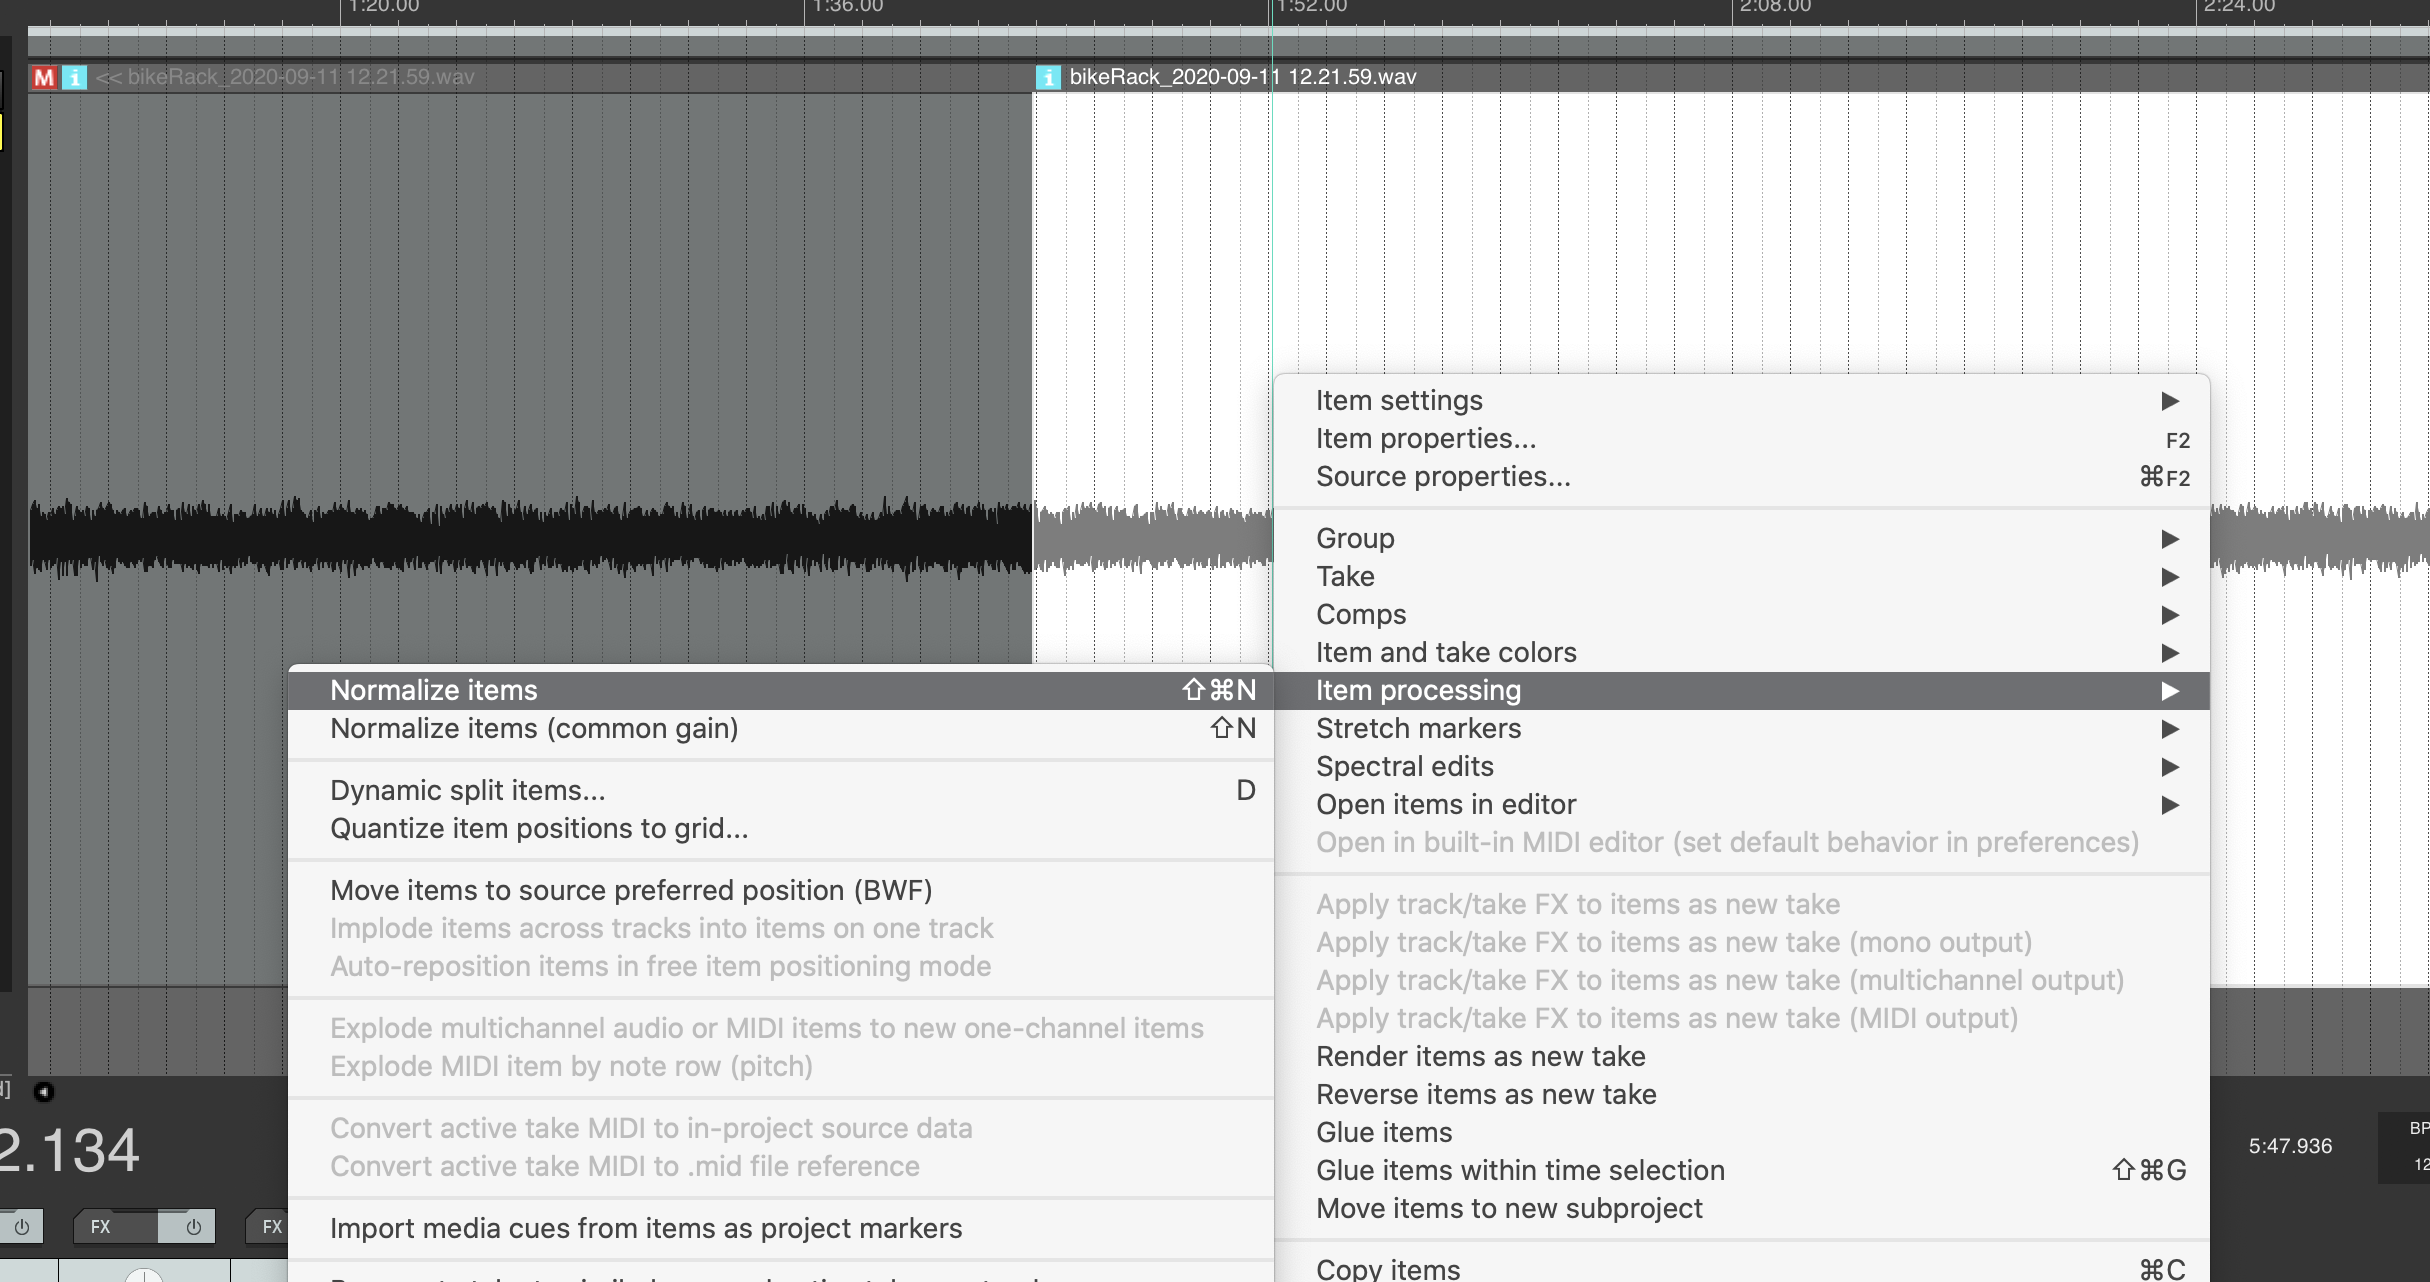 1:20.00
1:36.00
1:52.00
2:08.00
2:24.00
M i << bikeRack_2020-09-11 12.21.59.wav
i bikeRack_2020-09-11 12.21.59.wav
Item settings ▶
Item properties... F2
Source properties... ⌘F2
Group ▶
Take ▶
Comps ▶
Item and take colors ▶
Item processing ▶
Stretch markers ▶
Spectral edits ▶
Open items in editor ▶
Open in built-in MIDI editor (set default behavior in preferences)
Apply track/take FX to items as new take
Apply track/take FX to items as new take (mono output)
Apply track/take FX to items as new take (multichannel output)
Apply track/take FX to items as new take (MIDI output)
Render items as new take
Reverse items as new take
Glue items
Glue items within time selection ⇧⌘G
Move items to new subproject
Copy items ⌘C
Normalize items ⇧⌘N
Normalize items (common gain) ⇧N
Dynamic split items... D
Quantize item positions to grid...
Move items to source preferred position (BWF)
Implode items across tracks into items on one track
Auto-reposition items in free item positioning mode
Explode multichannel audio or MIDI items to new one-channel items
Explode MIDI item by note row (pitch)
Convert active take MIDI to in-project source data
Convert active take MIDI to .mid file reference
Import media cues from items as project markers
d]
2.134
5:47.936
BP
12
FX
FX